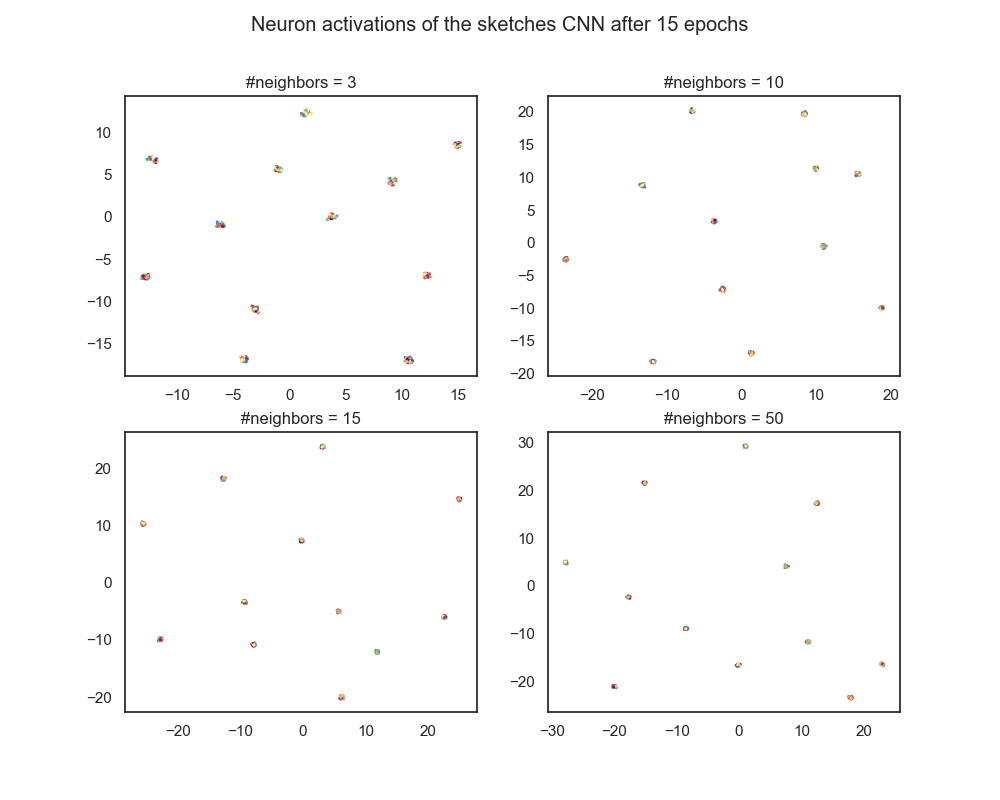 Neuron activations of the sketches CNN after 15 epochs
#neighbors = 3
10
5
0
−5
−10
−15
−10 −5 0 5 10 15
#neighbors = 10
20
15
10
5
0
−5
−10
−15
−20
−20 −10 0 10 20
#neighbors = 15
20
10
0
−10
−20
−20 −10 0 10 20
#neighbors = 50
30
20
10
0
−10
−20
−30 −20 −10 0 10 20